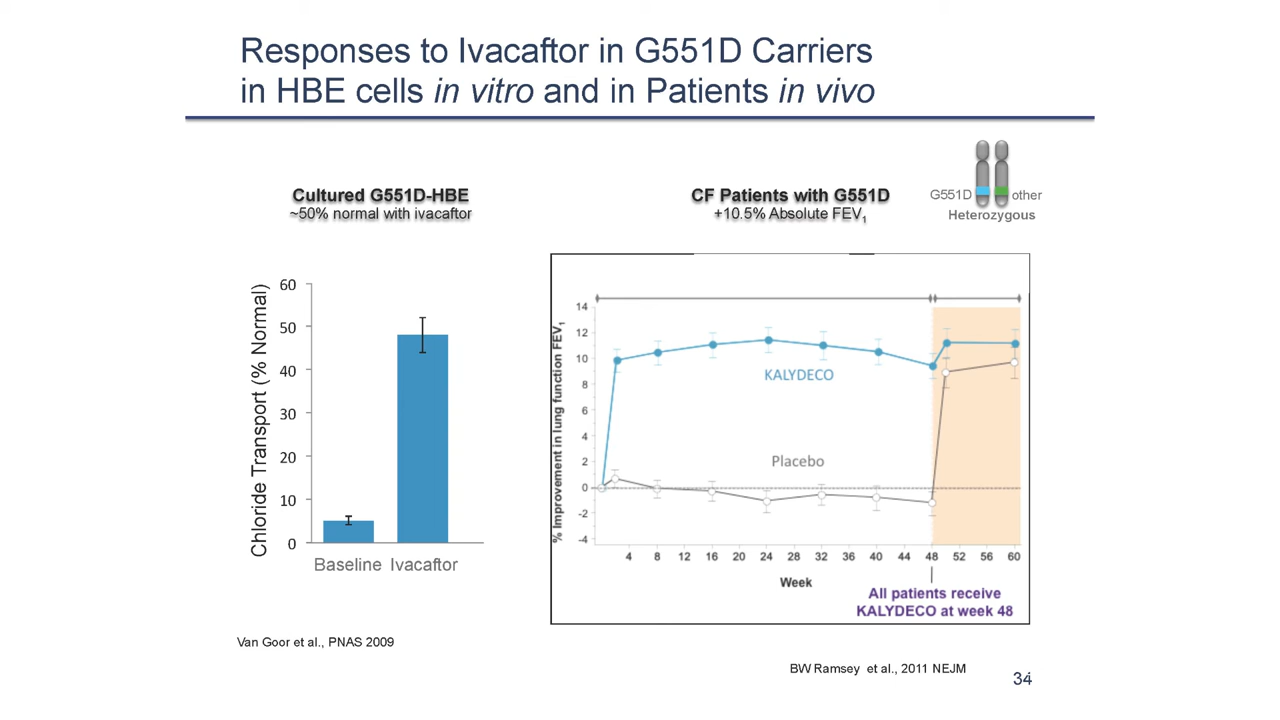 Responses to Ivacaftor in G551D Carriers
in HBE cells in vitro and in Patients in vivo
Cultured G551D-HBE
~50% normal with ivacaftor
CF Patients with G551D
+10.5% Absolute FEV1
G551D
other
Heterozygous
Chloride Transport (% Normal)
60
50
40
30
20
10
0
Baseline Ivacaftor
Van Goor et al., PNAS 2009
% Improvement in lung function FEV1
14
12
10
8
6
4
2
0
-2
-4
KALYDECO
Placebo
4 8 12 16 20 24 28 32 36 40 44 48 52 56 60
Week
All patients receive
KALYDECO at week 48
BW Ramsey et al., 2011 NEJM
34